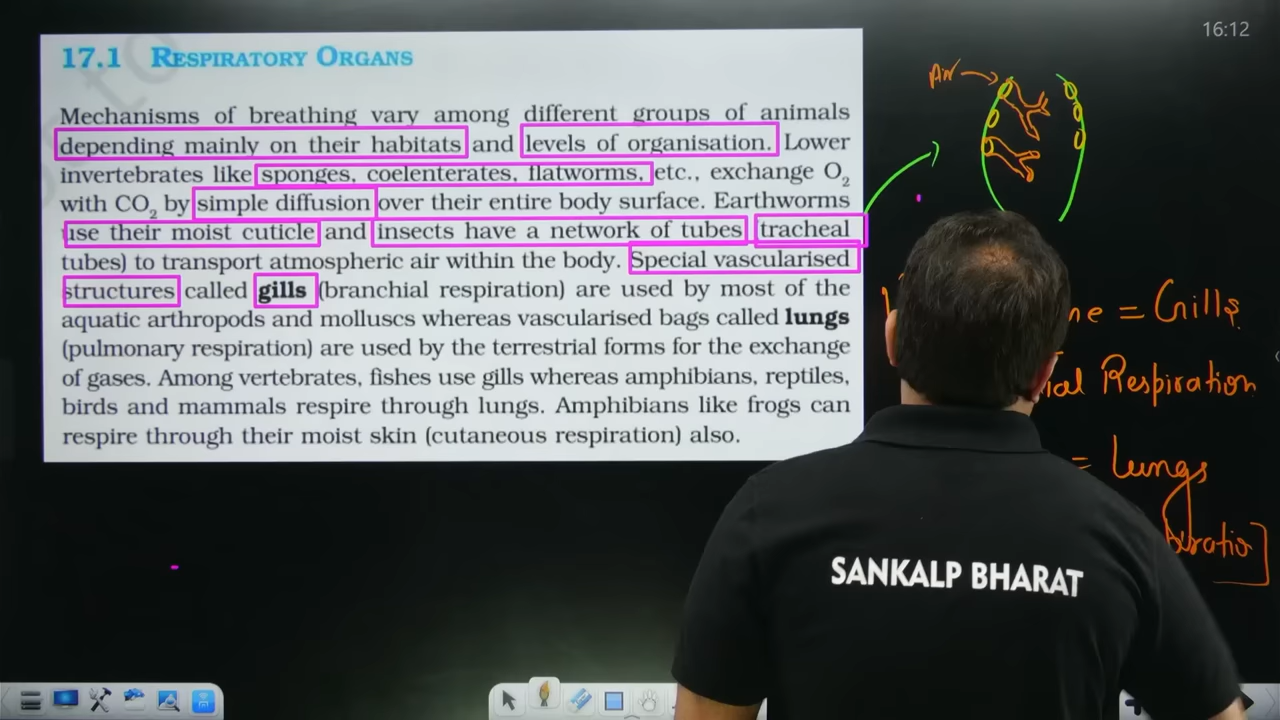 16:12
17.1 RESPIRATORY ORGANS
Mechanisms of breathing vary among different groups of animals
depending mainly on their habitats and levels of organisation. Lower
invertebrates like sponges, coelenterates, flatworms, etc., exchange O₂
with CO₂ by simple diffusion over their entire body surface. Earthworms
use their moist cuticle and insects have a network of tubes (tracheal
tubes) to transport atmospheric air within the body. Special vascularised
structures called gills (branchial respiration) are used by most of the
aquatic arthropods and molluscs whereas vascularised bags called lungs
(pulmonary respiration) are used by the terrestrial forms for the exchange
of gases. Among vertebrates, fishes use gills whereas amphibians, reptiles,
birds and mammals respire through lungs. Amphibians like frogs can
respire through their moist skin (cutaneous respiration) also.
Air
= Gills
Respiration
= Lungs
SANKALP BHARAT